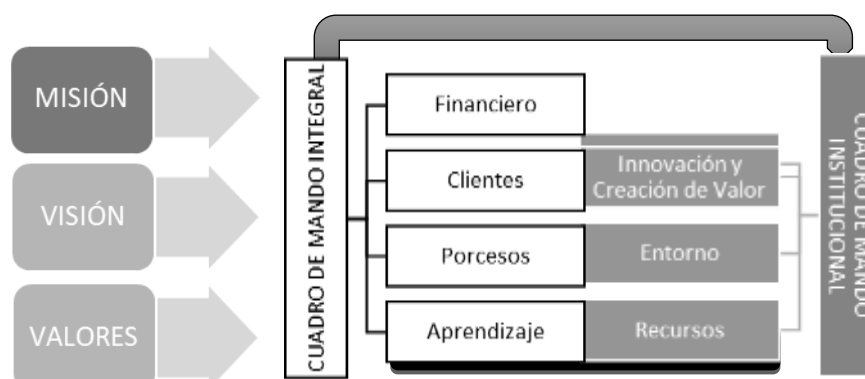 MISIÓN
VISIÓN
VALORES
CUADRO DE MANDO INTEGRAL
Financiero
Clientes
Porcesos
Aprendizaje
Innovación y
Creación de Valor
Entorno
Recursos
CUADRO DE MANDO
INSTITUCIONAL